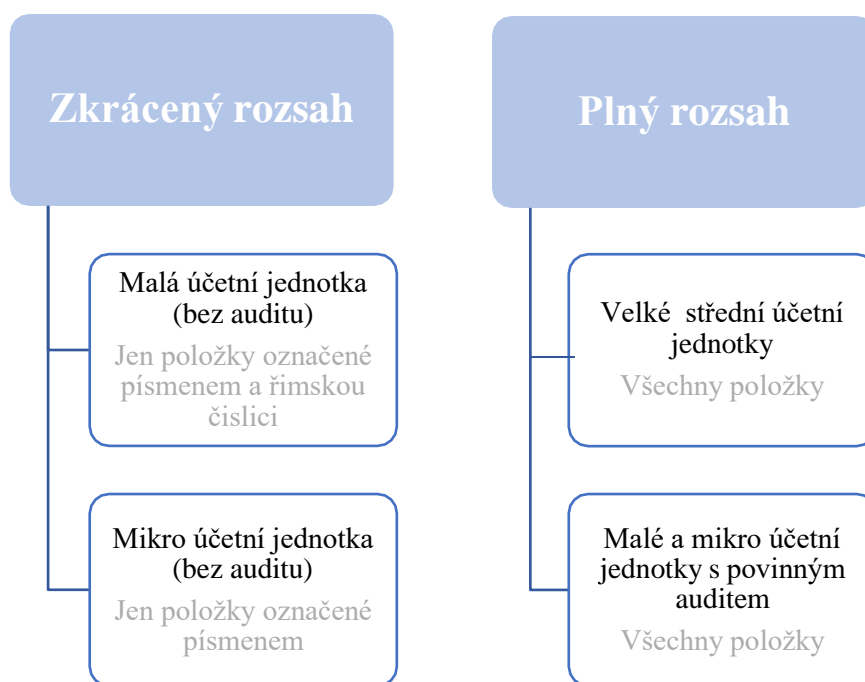 Zkrácený rozsah
Malá účetní jednotka
(bez auditu)
Jen položky označené
písmenem a řimskou
čislici
Mikro účetní jednotka
(bez auditu)
Jen položky označené
písmenem
Plný rozsah
Velké střední účetní
jednotky
Všechny položky
Malé a mikro účetní
jednotky s povinným
auditem
Všechny položky